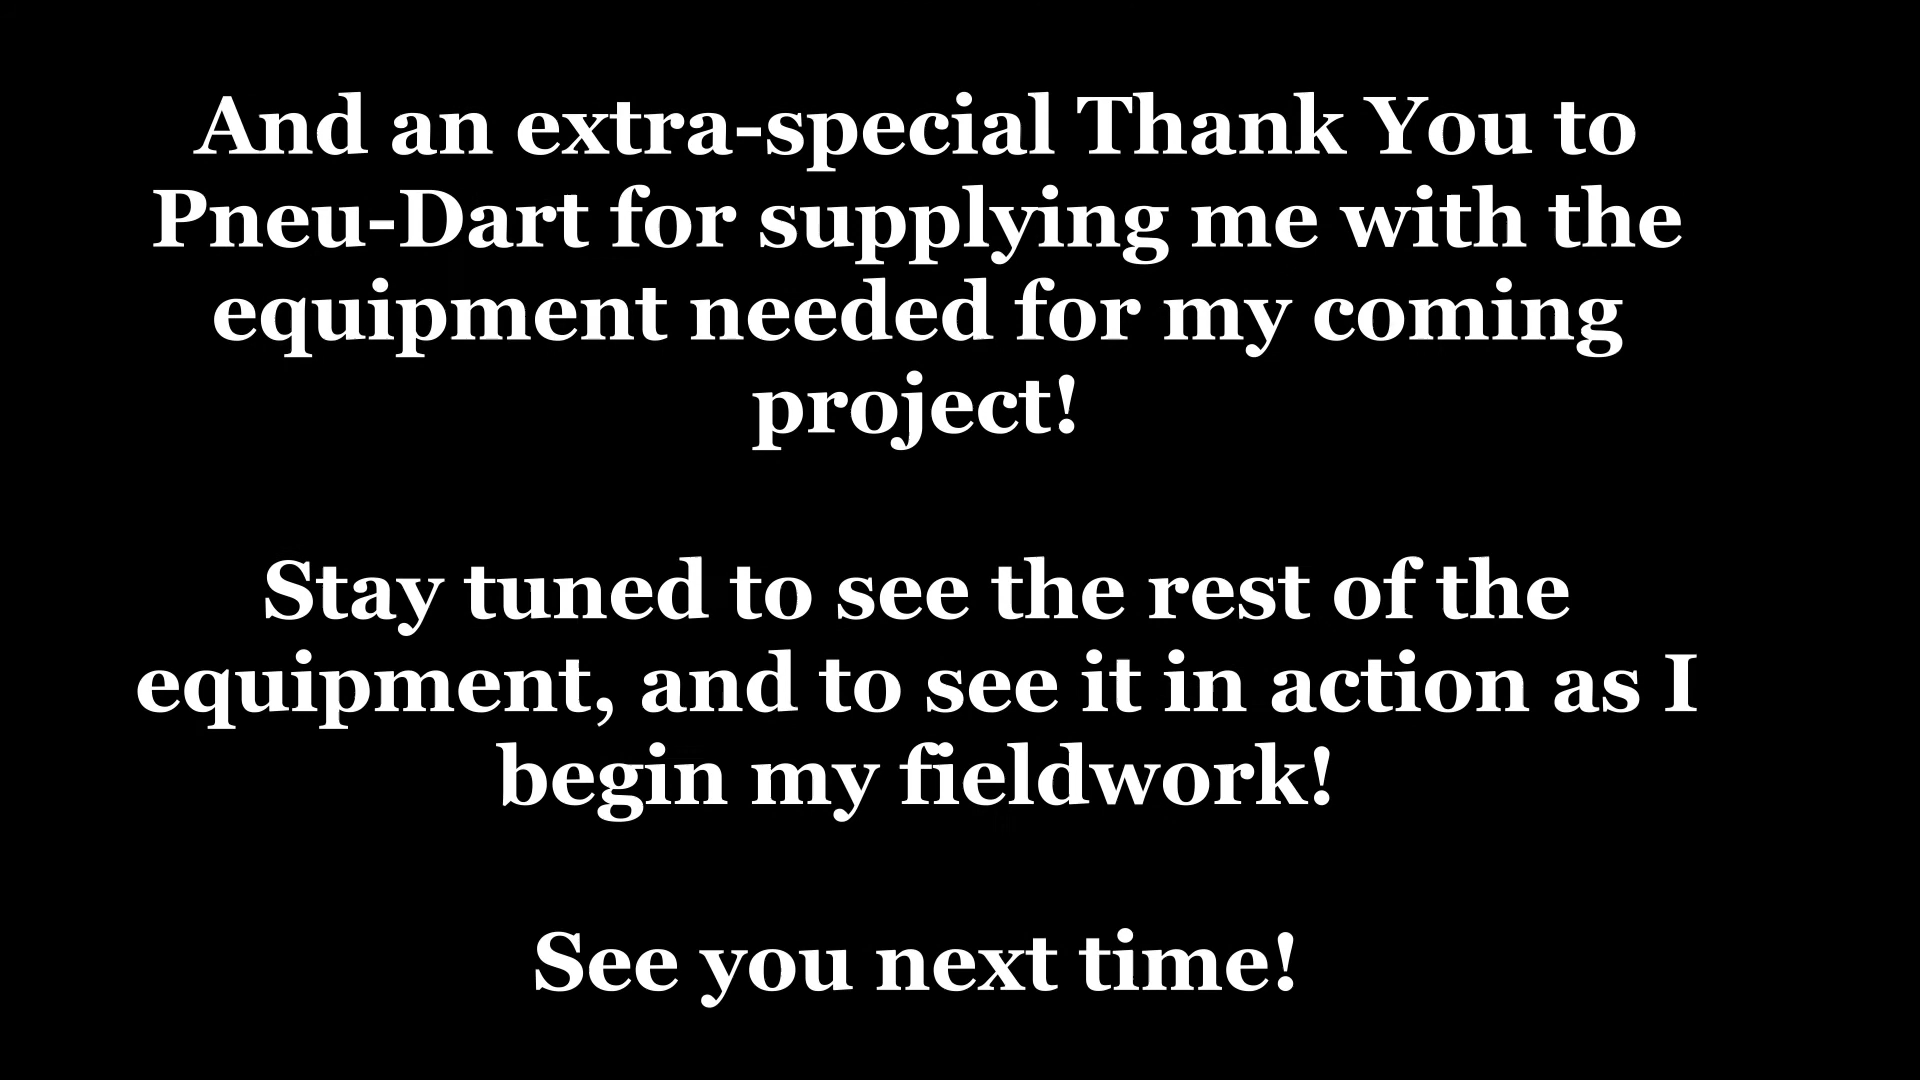 And an extra-special Thank You to
Pneu-Dart for supplying me with the
equipment needed for my coming
project!
Stay tuned to see the rest of the
equipment, and to see it in action as I
begin my fieldwork!
See you next time!